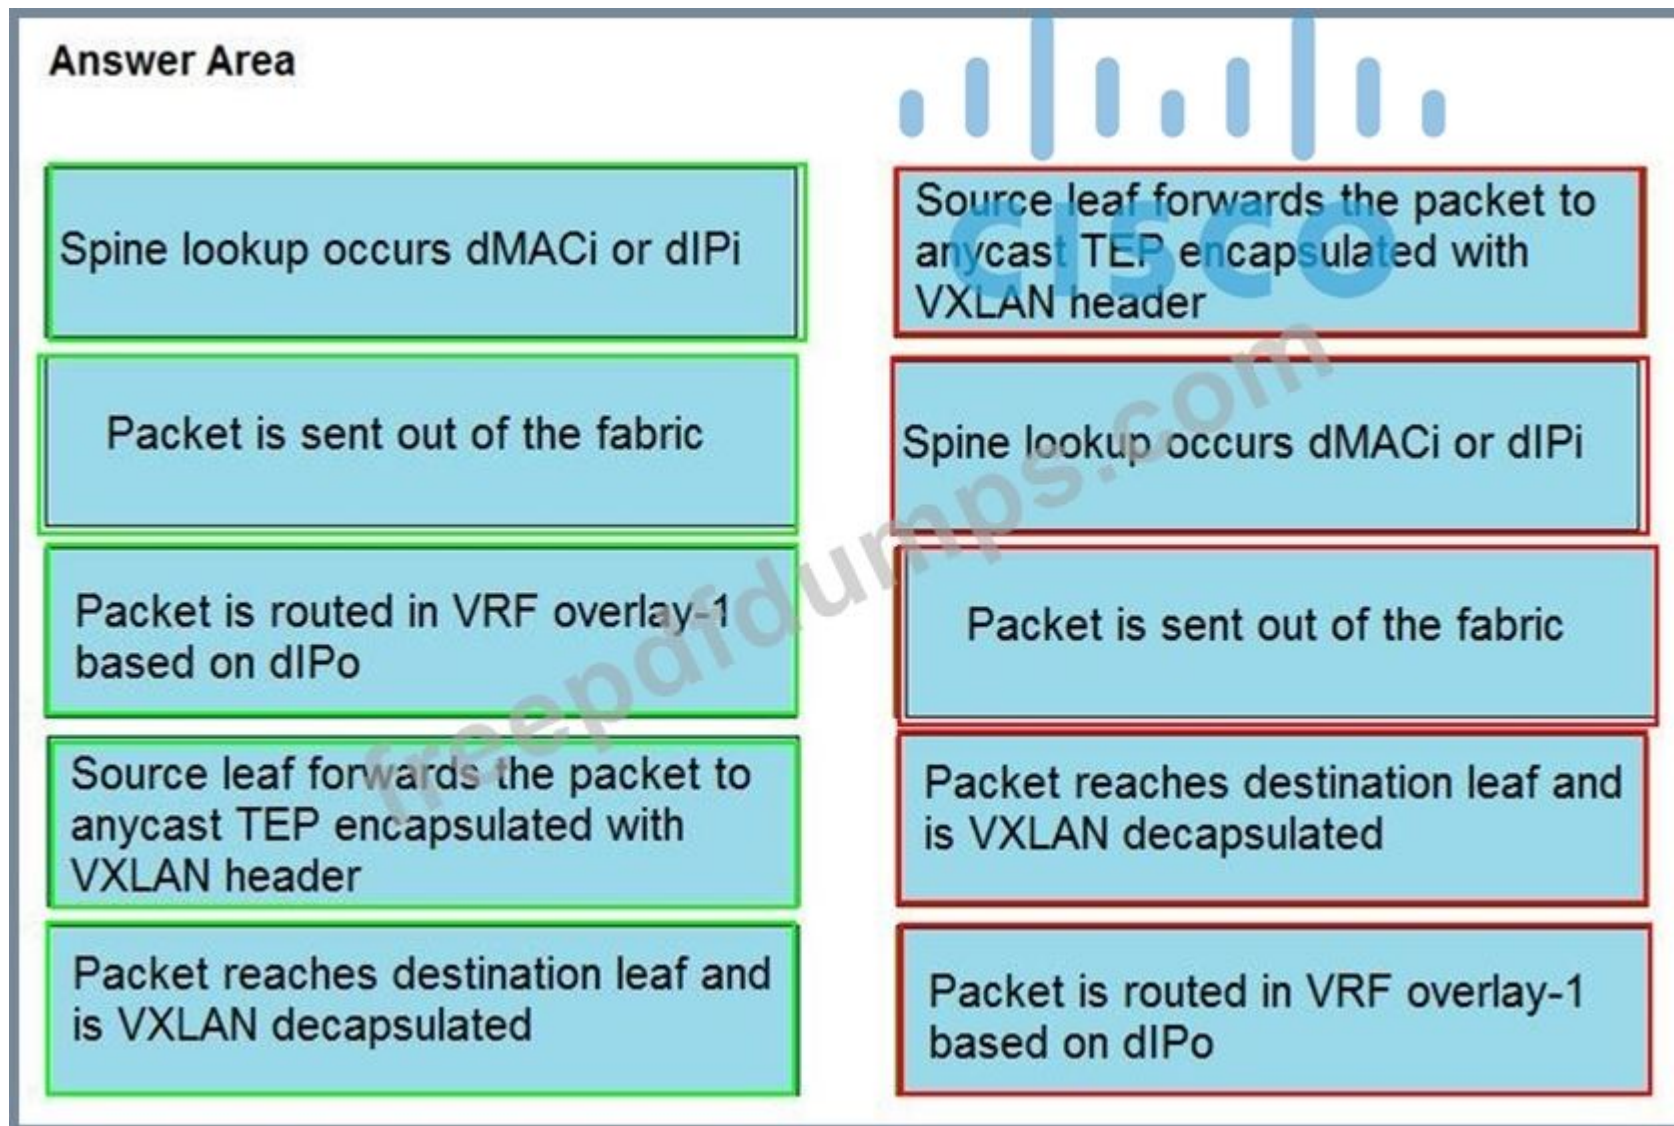 Answer Area
CISCO
Spine lookup occurs dMACi or dIPi
Packet is sent out of the fabric
Packet is routed in VRF overlay-1
based on dIPo
Source leaf forwards the packet to
anycast TEP encapsulated with
VXLAN header
Packet reaches destination leaf and
is VXLAN decapsulated
Source leaf forwards the packet to
anycast TEP encapsulated with
VXLAN header
Spine lookup occurs dMACi or dIPi
Packet is sent out of the fabric
Packet reaches destination leaf and
is VXLAN decapsulated
Packet is routed in VRF overlay-1
based on dIPo
freepdfdumps.com